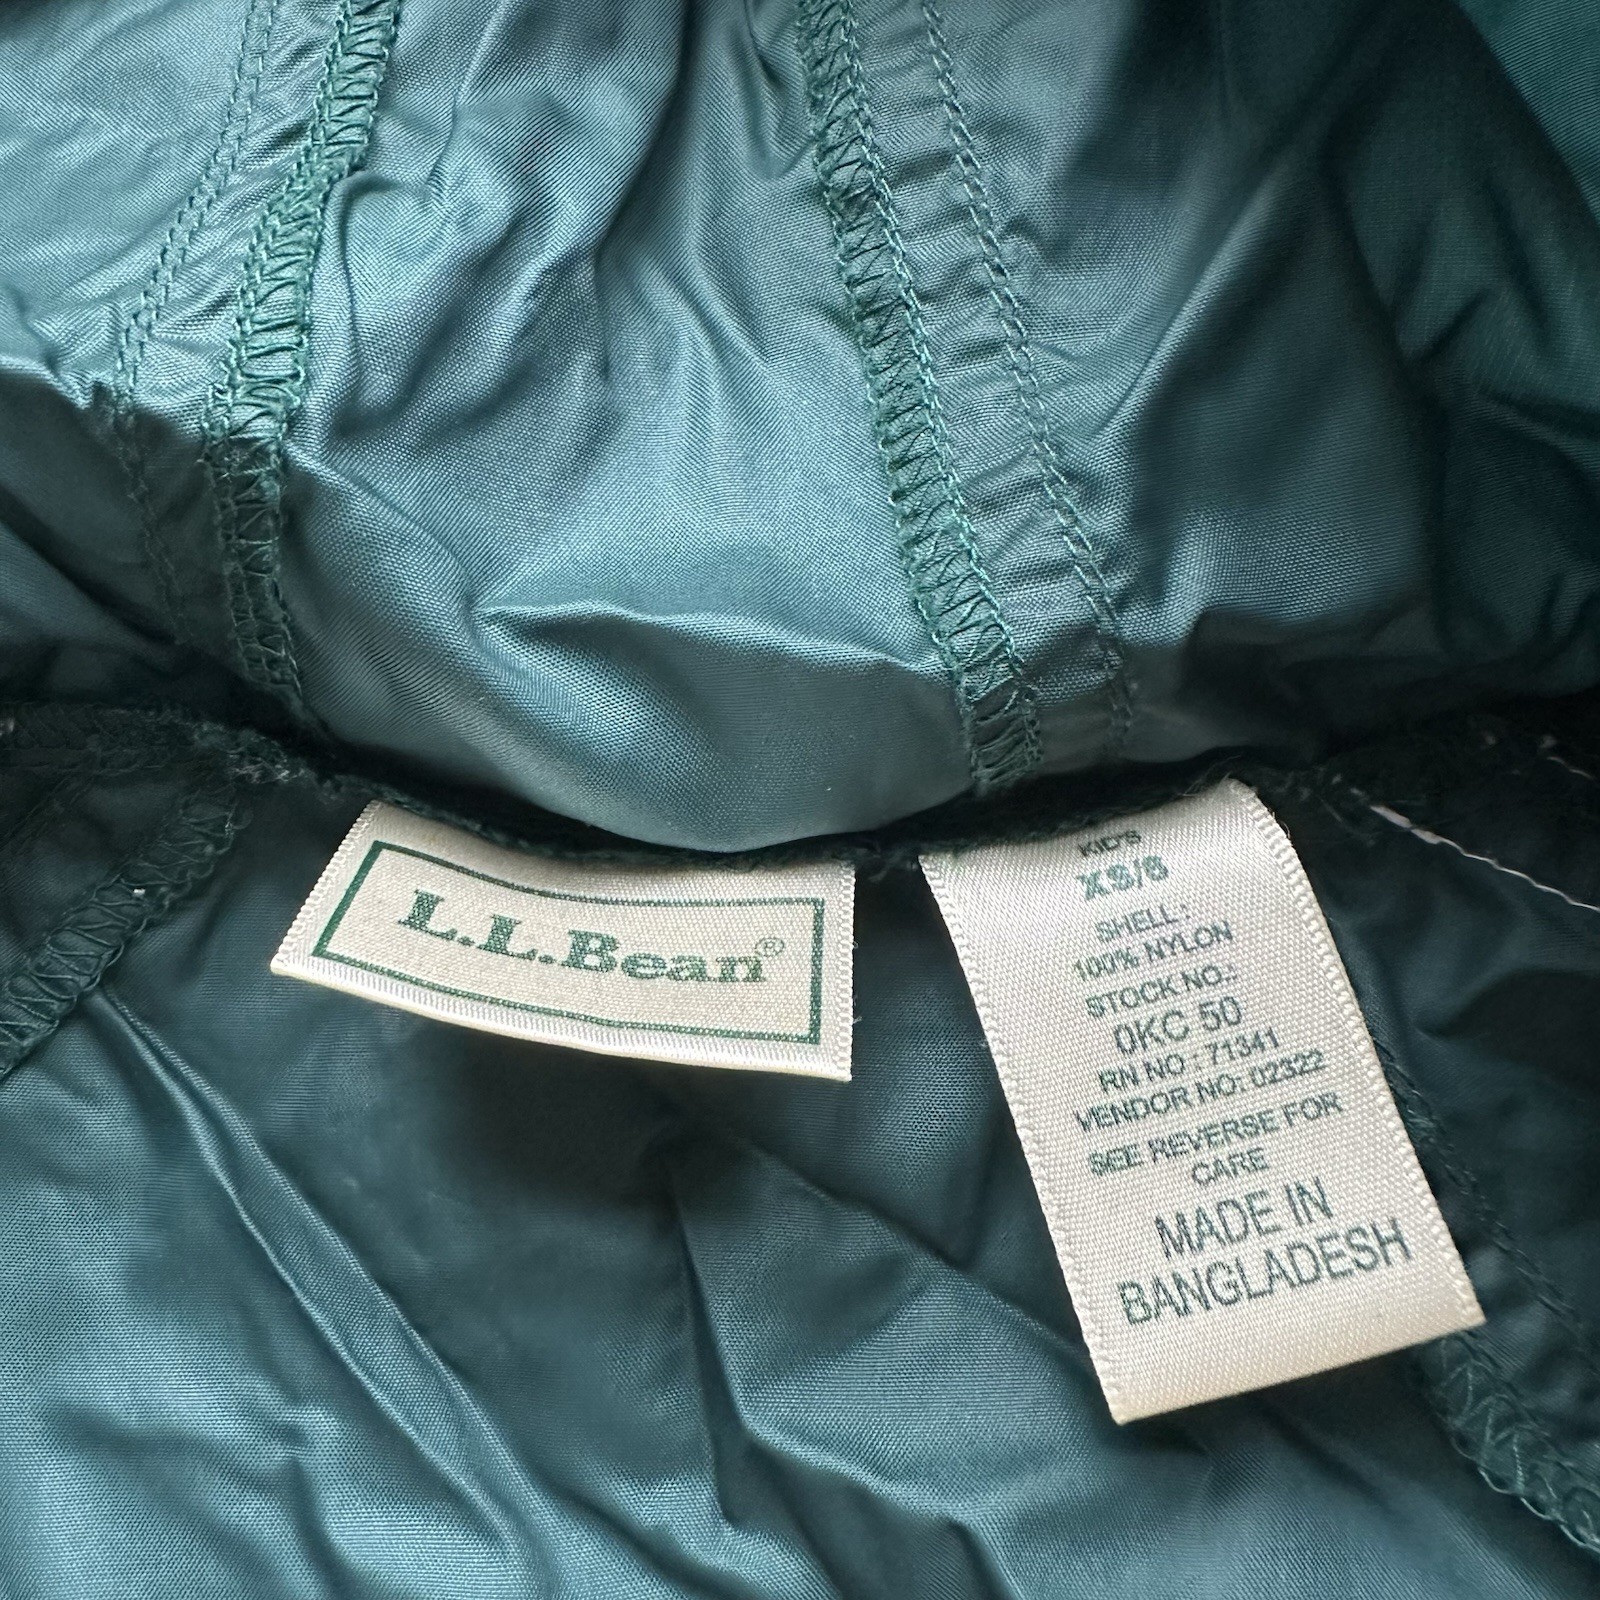 L.L.Bean®
KID'S
XS/S
SHELL:
100% NYLON
STOCK NO.:
0KC 50
RN NO : 71341
VENDOR NO: 02322
SEE REVERSE FOR
CARE
MADE IN
BANGLADESH